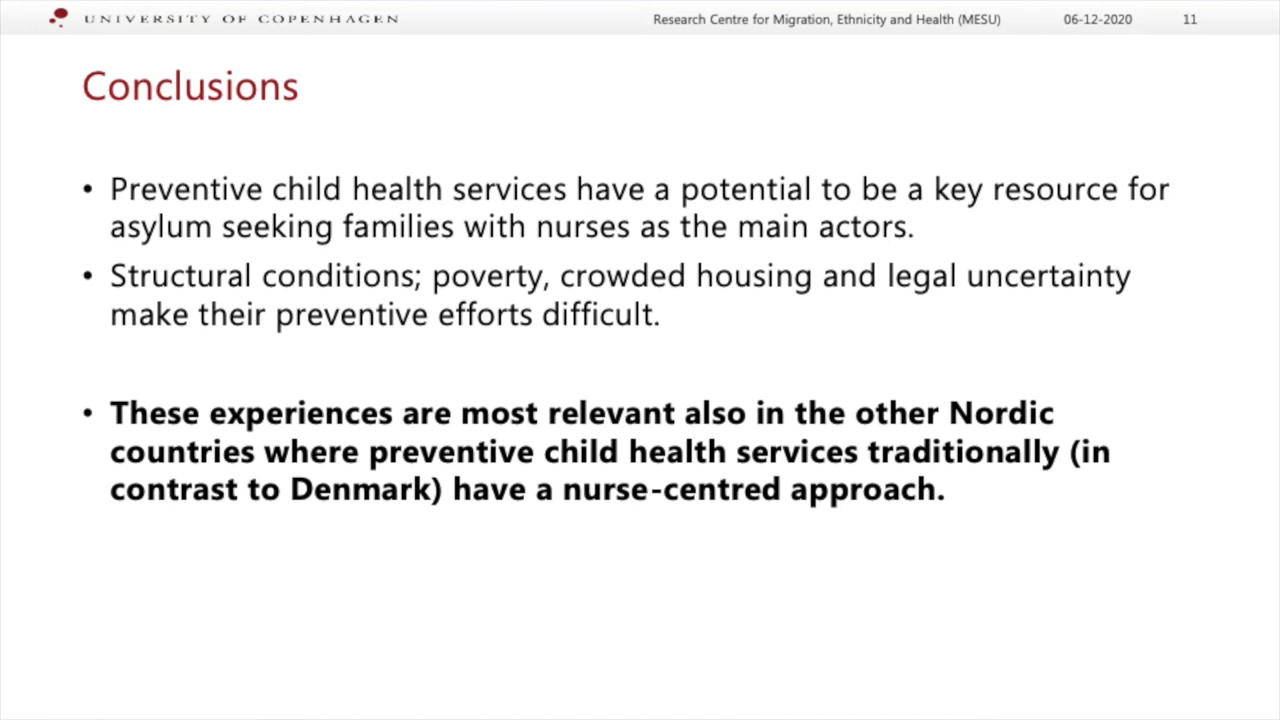 UNIVERSITY OF COPENHAGEN
Research Centre for Migration, Ethnicity and Health (MESU)
06-12-2020
11
Conclusions
• Preventive child health services have a potential to be a key resource for
asylum seeking families with nurses as the main actors.
• Structural conditions; poverty, crowded housing and legal uncertainty
make their preventive efforts difficult.
• These experiences are most relevant also in the other Nordic
countries where preventive child health services traditionally (in
contrast to Denmark) have a nurse-centred approach.